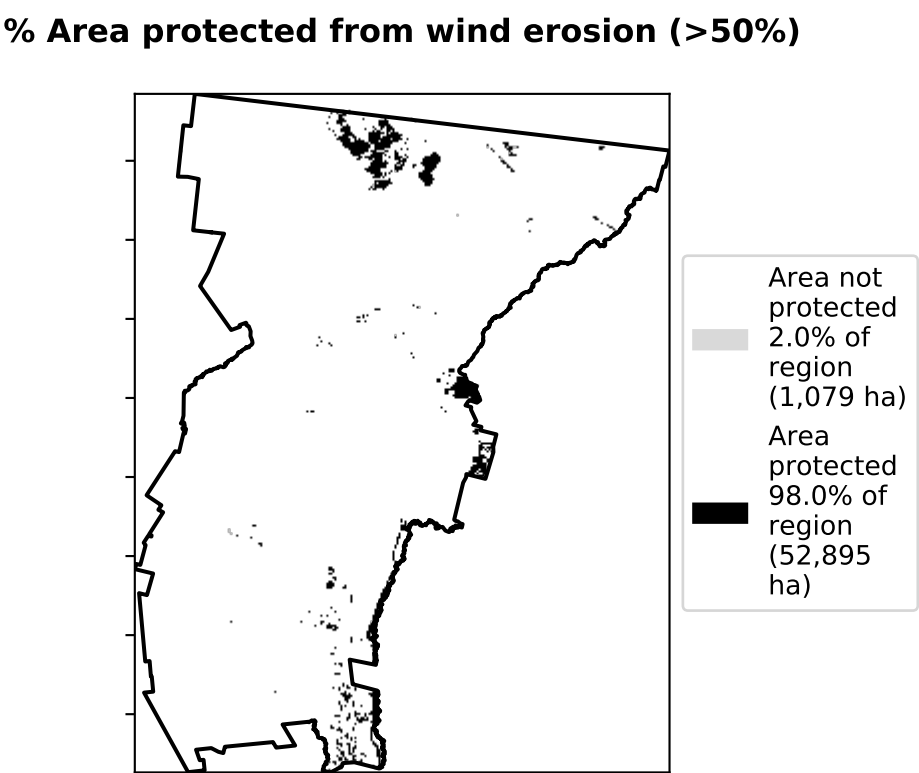 % Area protected from wind erosion (>50%)
Area not
protected
2.0% of
region
(1,079 ha)
Area
protected
98.0% of
region
(52,895
ha)